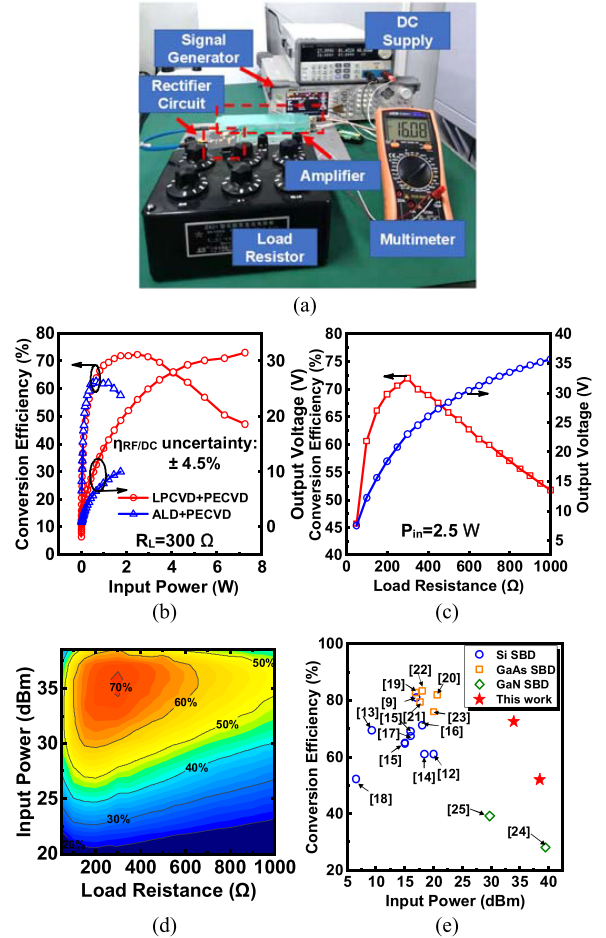 Signal
Generator
DC
Supply
Rectifier
Circuit
16.08
Amplifier
Load
Resistor
Multimeter
(a)
Conversion Efficiency (%)
80
70
60
50
40
30
20
10
0
30
20
10
0
Output Voltage (V)
ηRF/DC uncertainty:
± 4.5%
LPCVD+PECVD
ALD+PECVD
RL=300 Ω
0 2 4 6 8
Input Power (W)
(b)
Conversion Efficiency (%)
80
75
70
65
60
55
50
45
40
40
35
30
25
20
15
10
5
0
Output Voltage (V)
Pin=2.5 W
0 200 400 600 800 1000
Load Resistance (Ω)
(c)
Input Power (dBm)
35
30
25
20
50%
70%
60%
50%
40%
30%
20%
200 400 600 800 1000
Load Reistance (Ω)
(d)
Conversion Efficiency (%)
100
80
60
40
20
Si SBD
GaAs SBD
GaN SBD
This work
[22]
[19]
[20]
[9]
[13]
[15]
[21]
[23]
[17]
[16]
[15]
[14]
[12]
[18]
[25]
[24]
5 10 15 20 25 30 35 40
Input Power (dBm)
(e)